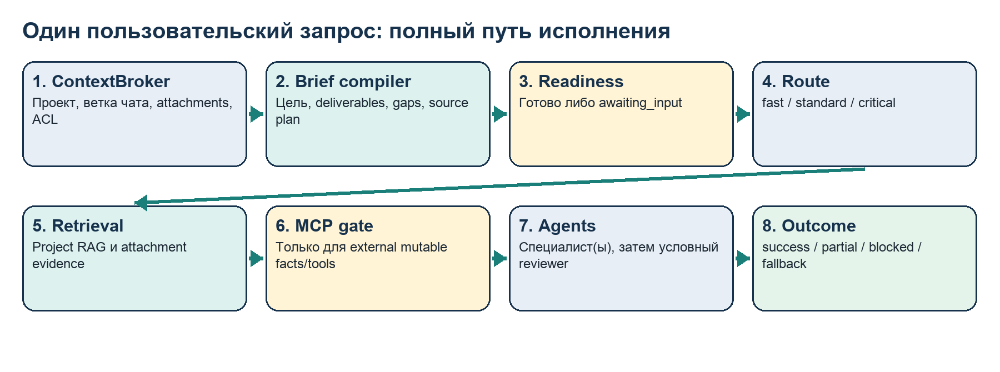 Один пользовательский запрос: полный путь исполнения
1. ContextBroker
Проект, ветка чата, attachments,
ACL
2. Brief compiler
Цель, deliverables, gaps, source
plan
3. Readiness
Готово либо awaiting_input
4. Route
fast / standard / critical
5. Retrieval
Project RAG и attachment
evidence
6. MCP gate
Только для external mutable
facts/tools
7. Agents
Специалист(ы), затем условный
reviewer
8. Outcome
success / partial / blocked /
fallback